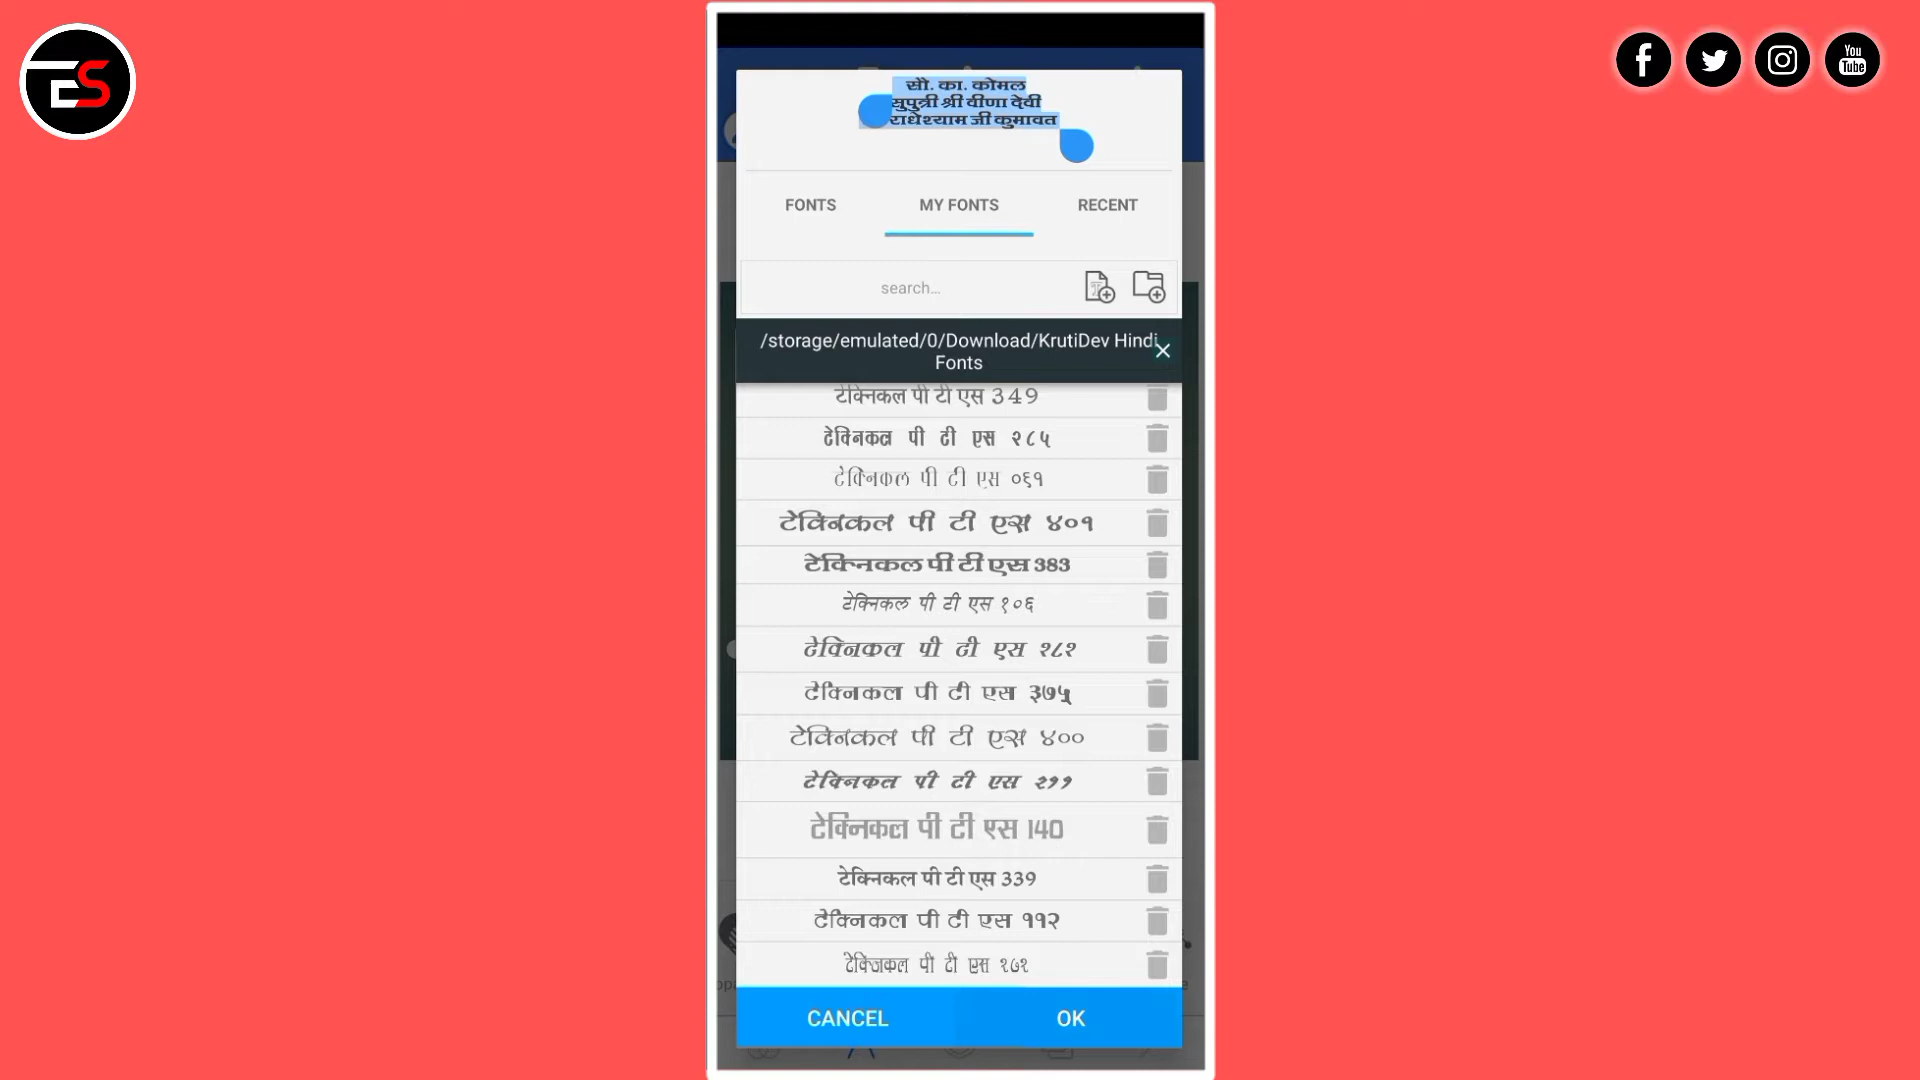 ES
You
Tube
सौ. का. कोमल
सुपुत्री श्री वीणा देवी
राधेश्याम जी कुमावत
FONTS
MY FONTS
RECENT
search...
/storage/emulated/0/Download/KrutiDev Hindi
Fonts
टेक्निकल पी टी एस 349
टेक्निकल पी टी एस २८५
टेक्निकल पी टी एस ०६१
टेक्निकल पी टी एस ४०१
टेक्निकल पी टी एस 383
टेक्निकल पी टी एस १०६
टेक्निकल पी टी एस २८२
टेक्निकल पी टी एस ३७५
टेक्निकल पी टी एस ४००
टेक्निकल पी टी एस २११
टेक्निकल पी टी एस 140
टेक्निकल पी टी एस 339
टेक्निकल पी टी एस ११२
टेक्निकल पी टी एस २७२
CANCEL
OK